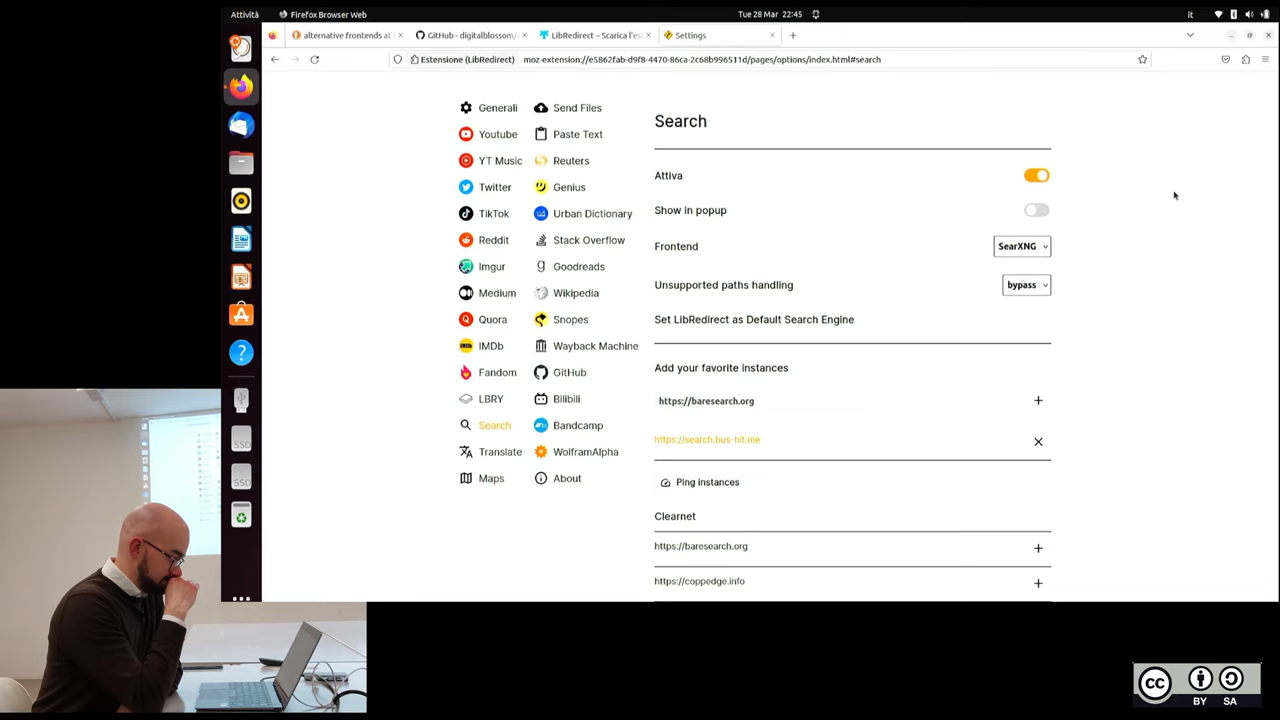 Attività
Firefox Browser Web
Tue 28 Mar 22:45
it
alternative frontends at
GitHub - digitalblossom/
LibRedirect – Scarica l'es
Settings
Estensione (LibRedirect)
moz-extension://e5862fab-d9f8-4470-86ca-2c68b996511d/pages/options/index.html#search
Generali
Youtube
YT Music
Twitter
TikTok
Reddit
Imgur
Medium
Quora
IMDb
Fandom
LBRY
Search
Translate
Maps
Send Files
Paste Text
Reuters
Genius
Urban Dictionary
Stack Overflow
Goodreads
Wikipedia
Snopes
Wayback Machine
GitHub
Bilibili
Bandcamp
WolframAlpha
About
Search
Attiva
Show in popup
Frontend
SearXNG
Unsupported paths handling
bypass
Set LibRedirect as Default Search Engine
Add your favorite instances
https://baresearch.org
https://search.bus-hit.me
Ping instances
Clearnet
https://baresearch.org
https://coppedge.info
SSD
SSD
CC
BY SA